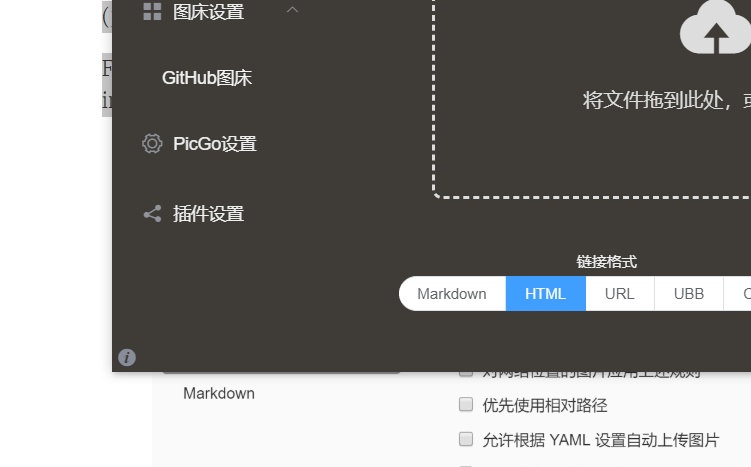 (
图床设置
F
GitHub图床
in
将文件拖到此处，或
PicGo设置
插件设置
链接格式
Markdown HTML URL UBB C
i
对网络位置的图片应用上述规则
Markdown
优先使用相对路径
允许根据 YAML 设置自动上传图片